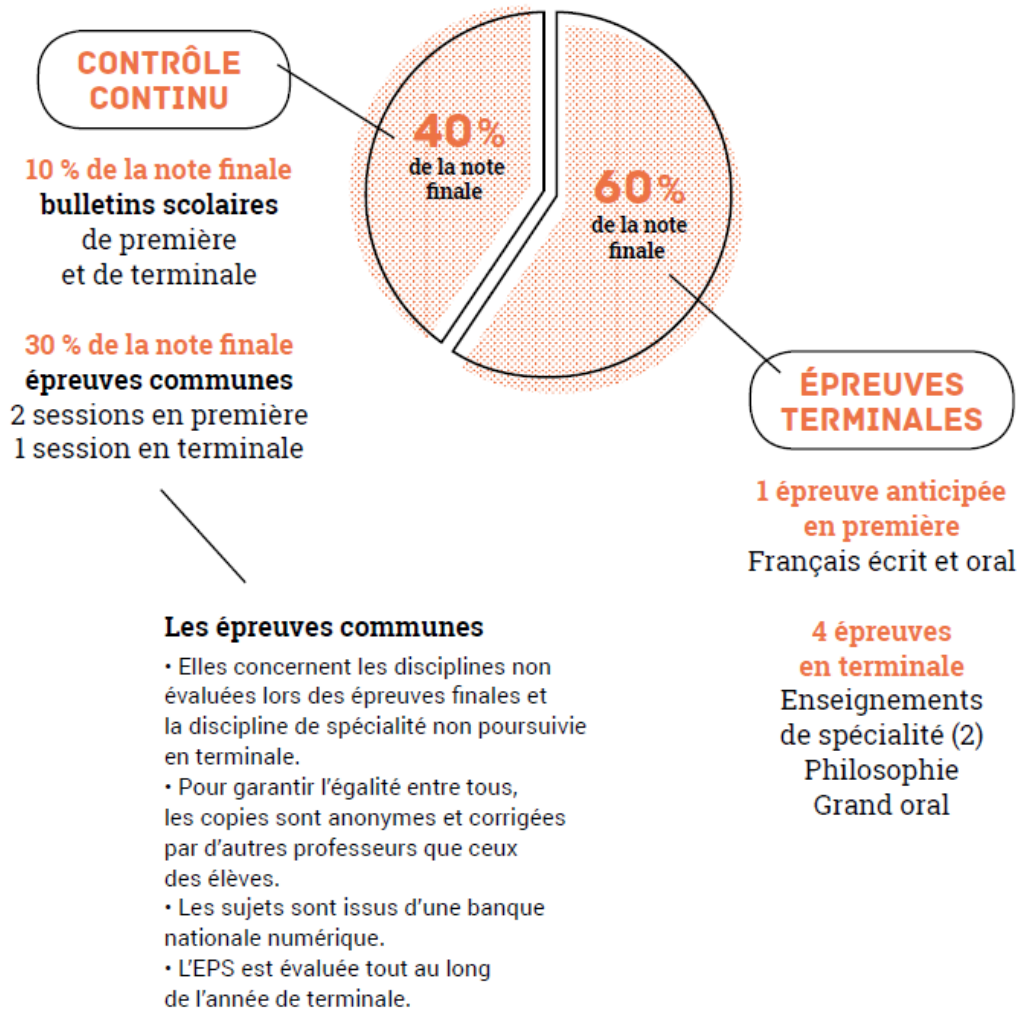 CONTRÔLE
CONTINU
10 % de la note finale
bulletins scolaires
de première
et de terminale
30 % de la note finale
épreuves communes
2 sessions en première
1 session en terminale
40%
de la note
finale
60%
de la note
finale
ÉPREUVES
TERMINALES
1 épreuve anticipée
en première
Français écrit et oral
4 épreuves
en terminale
Enseignements
de spécialité (2)
Philosophie
Grand oral
Les épreuves communes
• Elles concernent les disciplines non
évaluées lors des épreuves finales et
la discipline de spécialité non poursuivie
en terminale.
• Pour garantir l'égalité entre tous,
les copies sont anonymes et corrigées
par d'autres professeurs que ceux
des élèves.
• Les sujets sont issus d'une banque
nationale numérique.
• L'EPS est évaluée tout au long
de l'année de terminale.